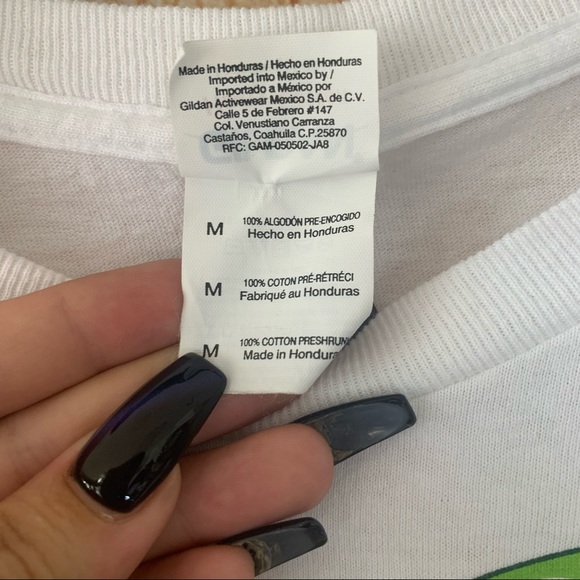 Made in Honduras / Hecho en Honduras
Imported into Mexico by /
Importado a México por
Gildan Activewear Mexico S.A. de C.V.
Calle 5 de Febrero #147
Col. Venustiano Carranza
Castaños, Coahuila C.P.25870
RFC: GAM-050502-JA8
M 100% ALGODÓN PRE-ENCOGIDO
Hecho en Honduras
M 100% COTON PRÉ-RÉTRÉCI
Fabriqué au Honduras
M 100% COTTON PRESHRUN
Made in Hondura